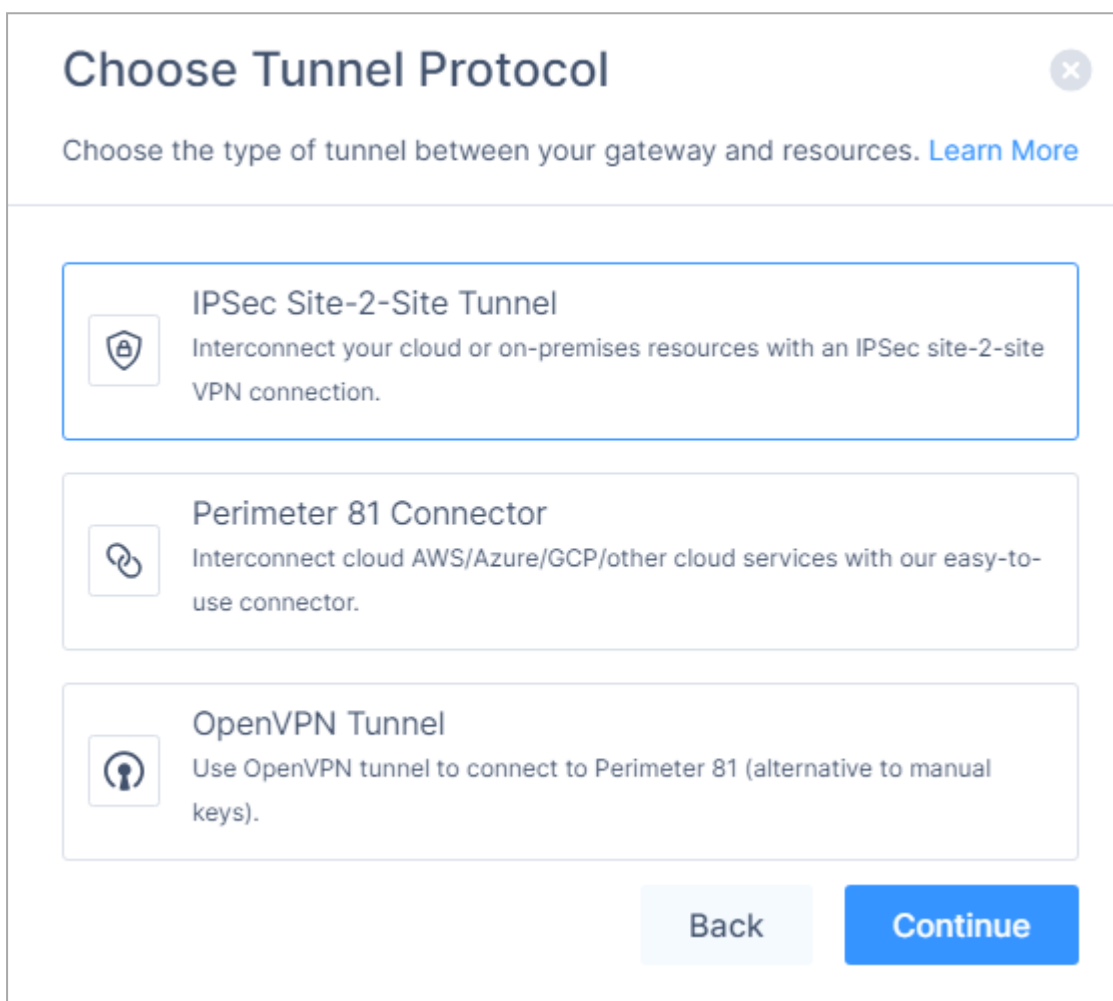 Choose Tunnel Protocol
Choose the type of tunnel between your gateway and resources. Learn More
IPSec Site-2-Site Tunnel
Interconnect your cloud or on-premises resources with an IPSec site-2-site
VPN connection.
Perimeter 81 Connector
Interconnect cloud AWS/Azure/GCP/other cloud services with our easy-to-
use connector.
OpenVPN Tunnel
Use OpenVPN tunnel to connect to Perimeter 81 (alternative to manual
keys).
Back
Continue